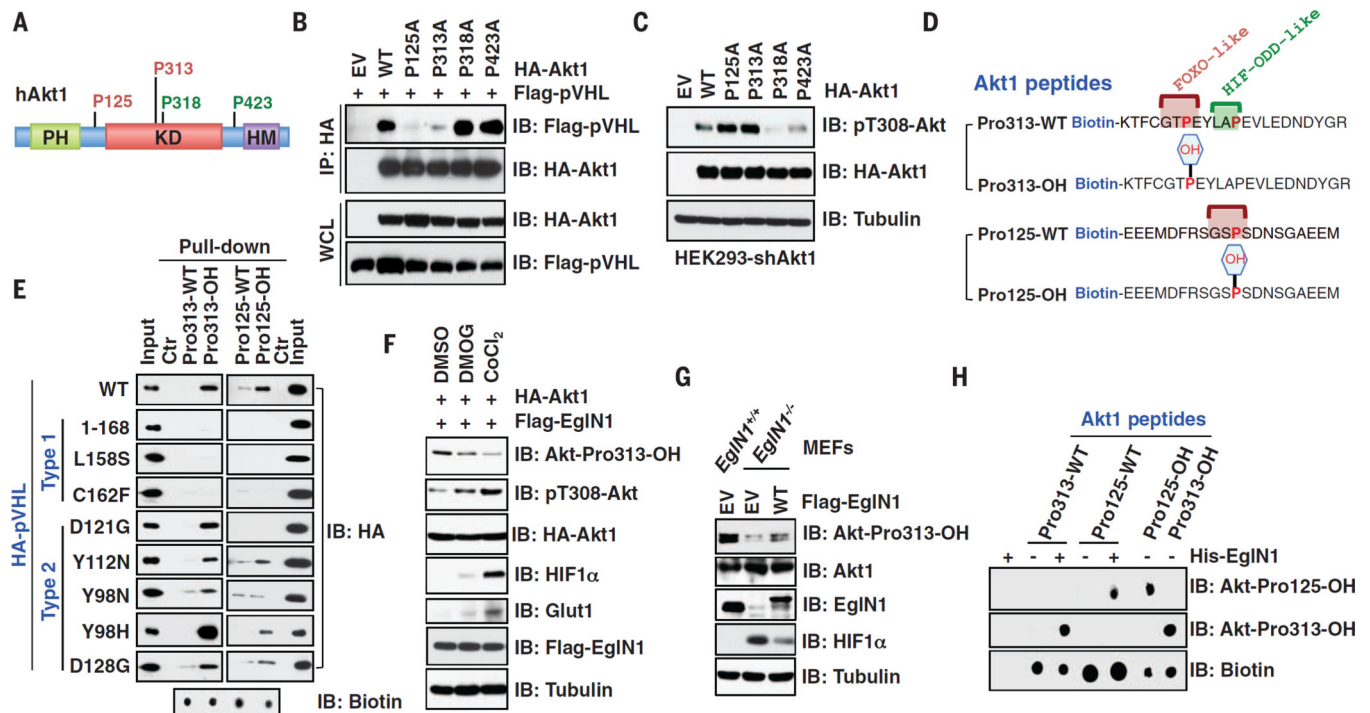 A
hAkt1
P125
P313
P318
P423
PH
KD
HM
B
EV
WT
P125A
P313A
P318A
P423A
HA-Akt1
+ + + + + + Flag-pVHL
IP: HA
IB: Flag-pVHL
IB: HA-Akt1
WCL
IB: HA-Akt1
IB: Flag-pVHL
C
EV
WT
P125A
P313A
P318A
P423A
HA-Akt1
IB: pT308-Akt
IB: HA-Akt1
IB: Tubulin
HEK293-shAkt1
D
Akt1 peptides
FOXO-like
HIF-ODD-like
Pro313-WT Biotin-KTFCGTPEYLAPEVLEDNDYGR
OH
Pro313-OH Biotin-KTFCGTPEYLAPEVLEDNDYGR
Pro125-WT Biotin-EEEMDFRSGSPSDNSGAEEM
OH
Pro125-OH Biotin-EEEMDFRSGSPSDNSGAEEM
E
Pull-down
Input
Ctr
Pro313-WT
Pro313-OH
Pro125-WT
Pro125-OH
Ctr
Input
HA-pVHL
WT
Type 1
1-168
L158S
C162F
Type 2
D121G
Y112N
Y98N
Y98H
D128G
IB: HA
IB: Biotin
F
DMSO
DMOG
CoCl2
+ + + HA-Akt1
+ + + Flag-EglN1
IB: Akt-Pro313-OH
IB: pT308-Akt
IB: HA-Akt1
IB: HIF1α
IB: Glut1
IB: Flag-EglN1
IB: Tubulin
G
EglN1+/+
EglN1-/-
MEFs
EV
EV
WT
Flag-EglN1
IB: Akt-Pro313-OH
IB: Akt1
IB: EglN1
IB: HIF1α
IB: Tubulin
H
Akt1 peptides
Pro313-WT
Pro125-WT
Pro125-OH
Pro313-OH
+ - + - + - - His-EglN1
IB: Akt-Pro125-OH
IB: Akt-Pro313-OH
IB: Biotin